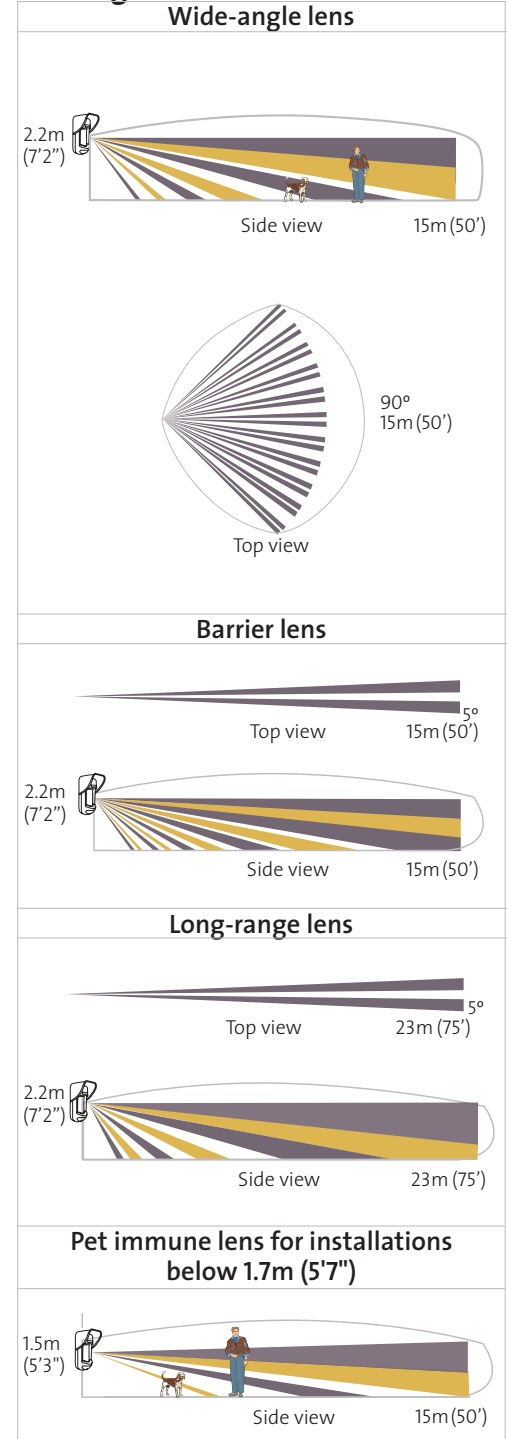 Wide-angle lens
2.2m
(7’2”)
Side view 15m(50’)
90º
15m(50’)
Top view
Barrier lens
5º
Top view 15m(50’)
2.2m
(7’2”)
Side view 15m(50’)
Long-range lens
5º
Top view 23m(75’)
2.2m
(7’2”)
Side view 23m(75’)
Pet immune lens for installations
below 1.7m (5'7")
1.5m
(5’3”)
Side view 15m(50’)